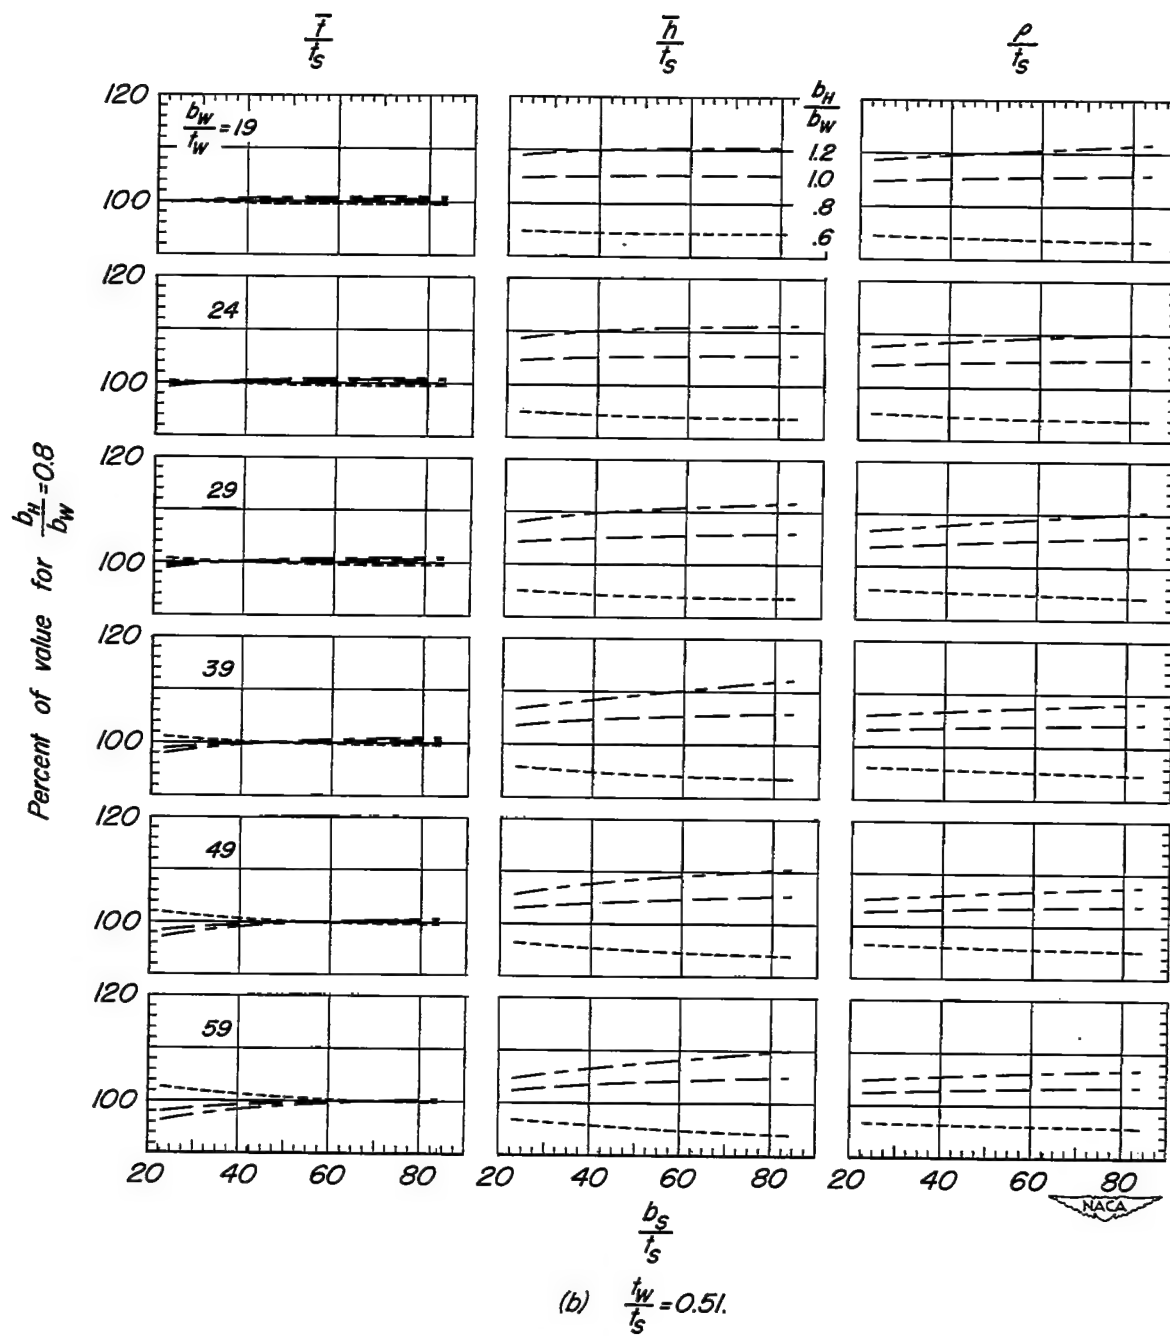 t̄/t_S h̄/t_S ρ/t_S
120
b_W/t_W = 19
b_H/b_W
1.2
1.0
.8
.6
100
120
24
100
120
29
100
Percent of value for b_H/b_W = 0.8
120
39
100
120
49
100
120
59
100
20 40 60 80 20 40 60 80 20 40 60 80
NACA
b_S/t_S
(b) t_W/t_S = 0.51.